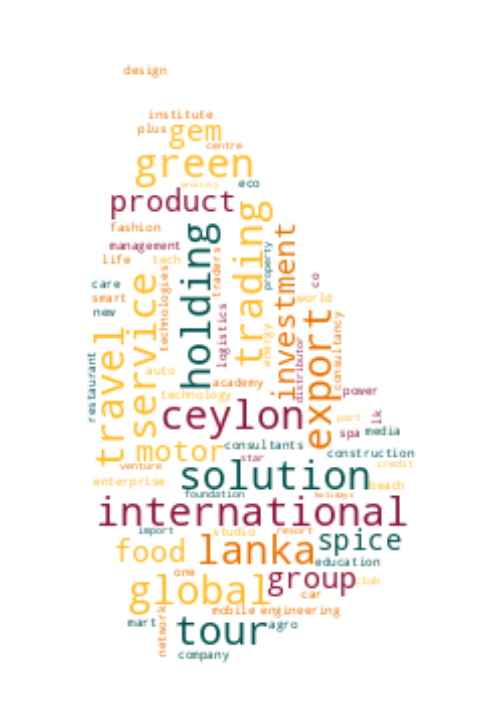 design
institute
plus
gem
centre
green
security
eco
product
fashion
management
life
tech
holding
trading
property
investment
traders
technologies
service
travel
care
smart
new
restaurant
co
world
logistics
energy
distributor
export
consultancy
auto
academy
technology
power
ceylon
part
lk
spa
media
motor
consultants
construction
star
venture
credit
solution
enterprise
beach
foundation
holidays
international
import
studio
resort
spice
food
lanka
education
one
group
club
global
car
mobile
engineering
mart
network
tour
agro
company